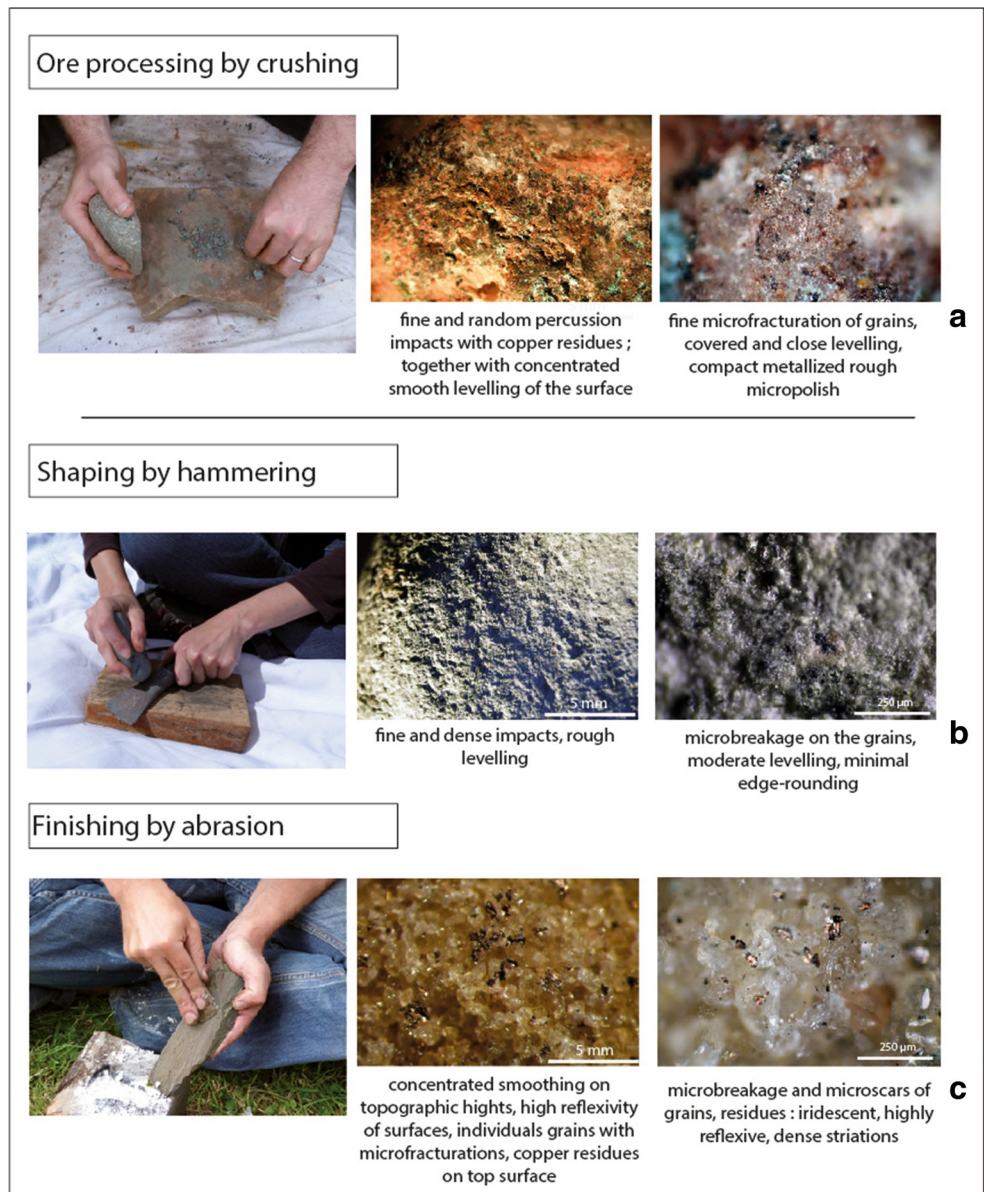 Ore processing by crushing
fine and random percussion
impacts with copper residues ;
together with concentrated
smooth levelling of the surface
fine microfracturation of grains,
covered and close levelling,
compact metallized rough
micropolish
a
Shaping by hammering
5 mm
250 µm
fine and dense impacts, rough
levelling
microbreakage on the grains,
moderate levelling, minimal
edge-rounding
b
Finishing by abrasion
5 mm
250 µm
concentrated smoothing on
topographic hights, high reflexivity
of surfaces, individuals grains with
microfracturations, copper residues
on top surface
microbreakage and microscars of
grains, residues : iridescent, highly
reflexive, dense striations
c